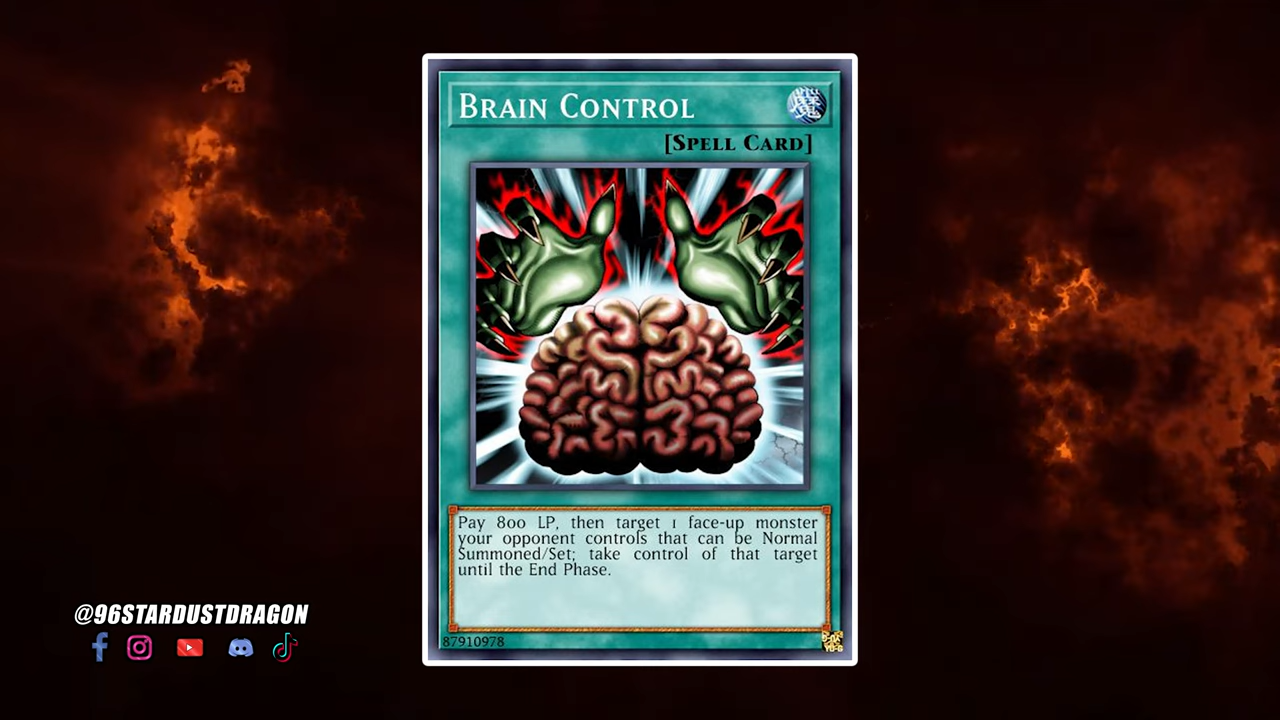 BRAIN CONTROL
[SPELL CARD]
Pay 800 LP, then target 1 face-up monster
your opponent controls that can be Normal
Summoned/Set; take control of that target
until the End Phase.
87910978
@96STARDUSTDRAGON